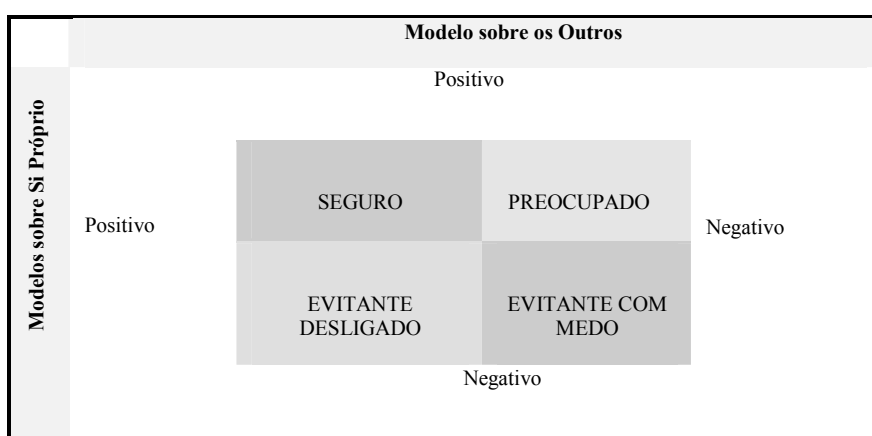 Modelo sobre os Outros
Modelos sobre Si Próprio
Positivo
SEGURO
PREOCUPADO
Positivo
Negativo
EVITANTE
DESLIGADO
EVITANTE COM
MEDO
Negativo